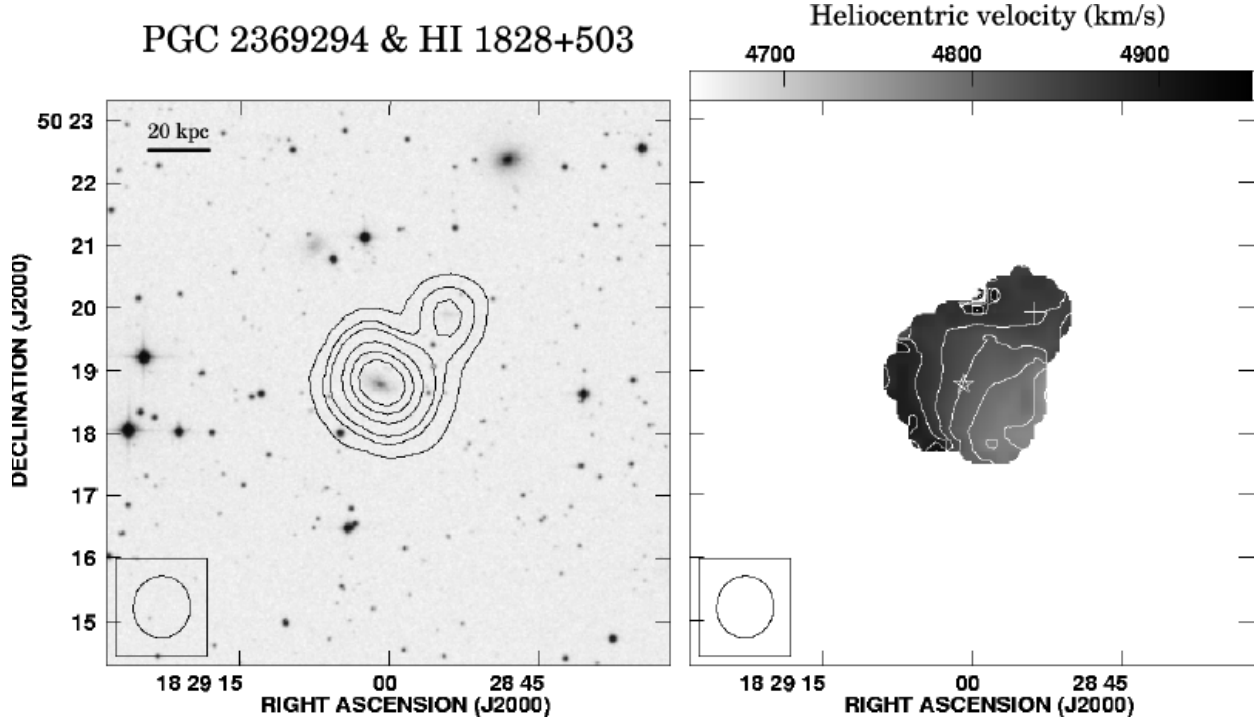 PGC 2369294 & HI 1828+503
Heliocentric velocity (km/s)
4700 4800 4900
20 kpc
50 23
22
21
20
19
18
17
16
15
DECLINATION (J2000)
18 29 15 00 28 45
RIGHT ASCENSION (J2000)
18 29 15 00 28 45
RIGHT ASCENSION (J2000)